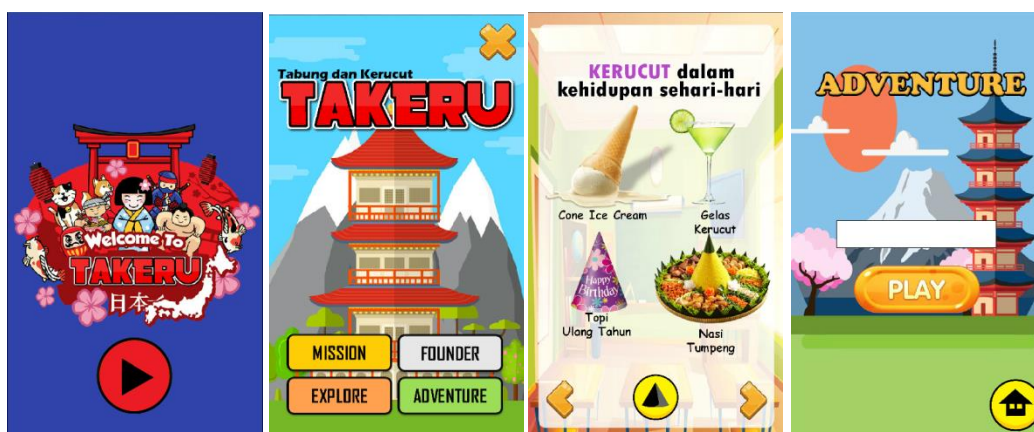 Welcome To
TAKERU
日本
Tabung dan Kerucut
TAKERU
MISSION
FOUNDER
EXPLORE
ADVENTURE
KERUCUT dalam
kehidupan sehari-hari
Cone Ice Cream
Gelas
Kerucut
Happy
Birthday
Topi
Ulang Tahun
Nasi
Tumpeng
ADVENTURE
PLAY